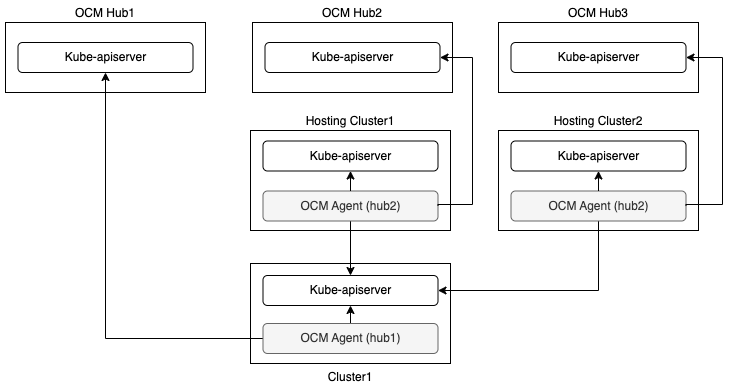 OCM Hub1
OCM Hub2
OCM Hub3
Kube-apiserver
Kube-apiserver
Kube-apiserver
Hosting Cluster1
Hosting Cluster2
Kube-apiserver
Kube-apiserver
OCM Agent (hub2)
OCM Agent (hub2)
Kube-apiserver
OCM Agent (hub1)
Cluster1